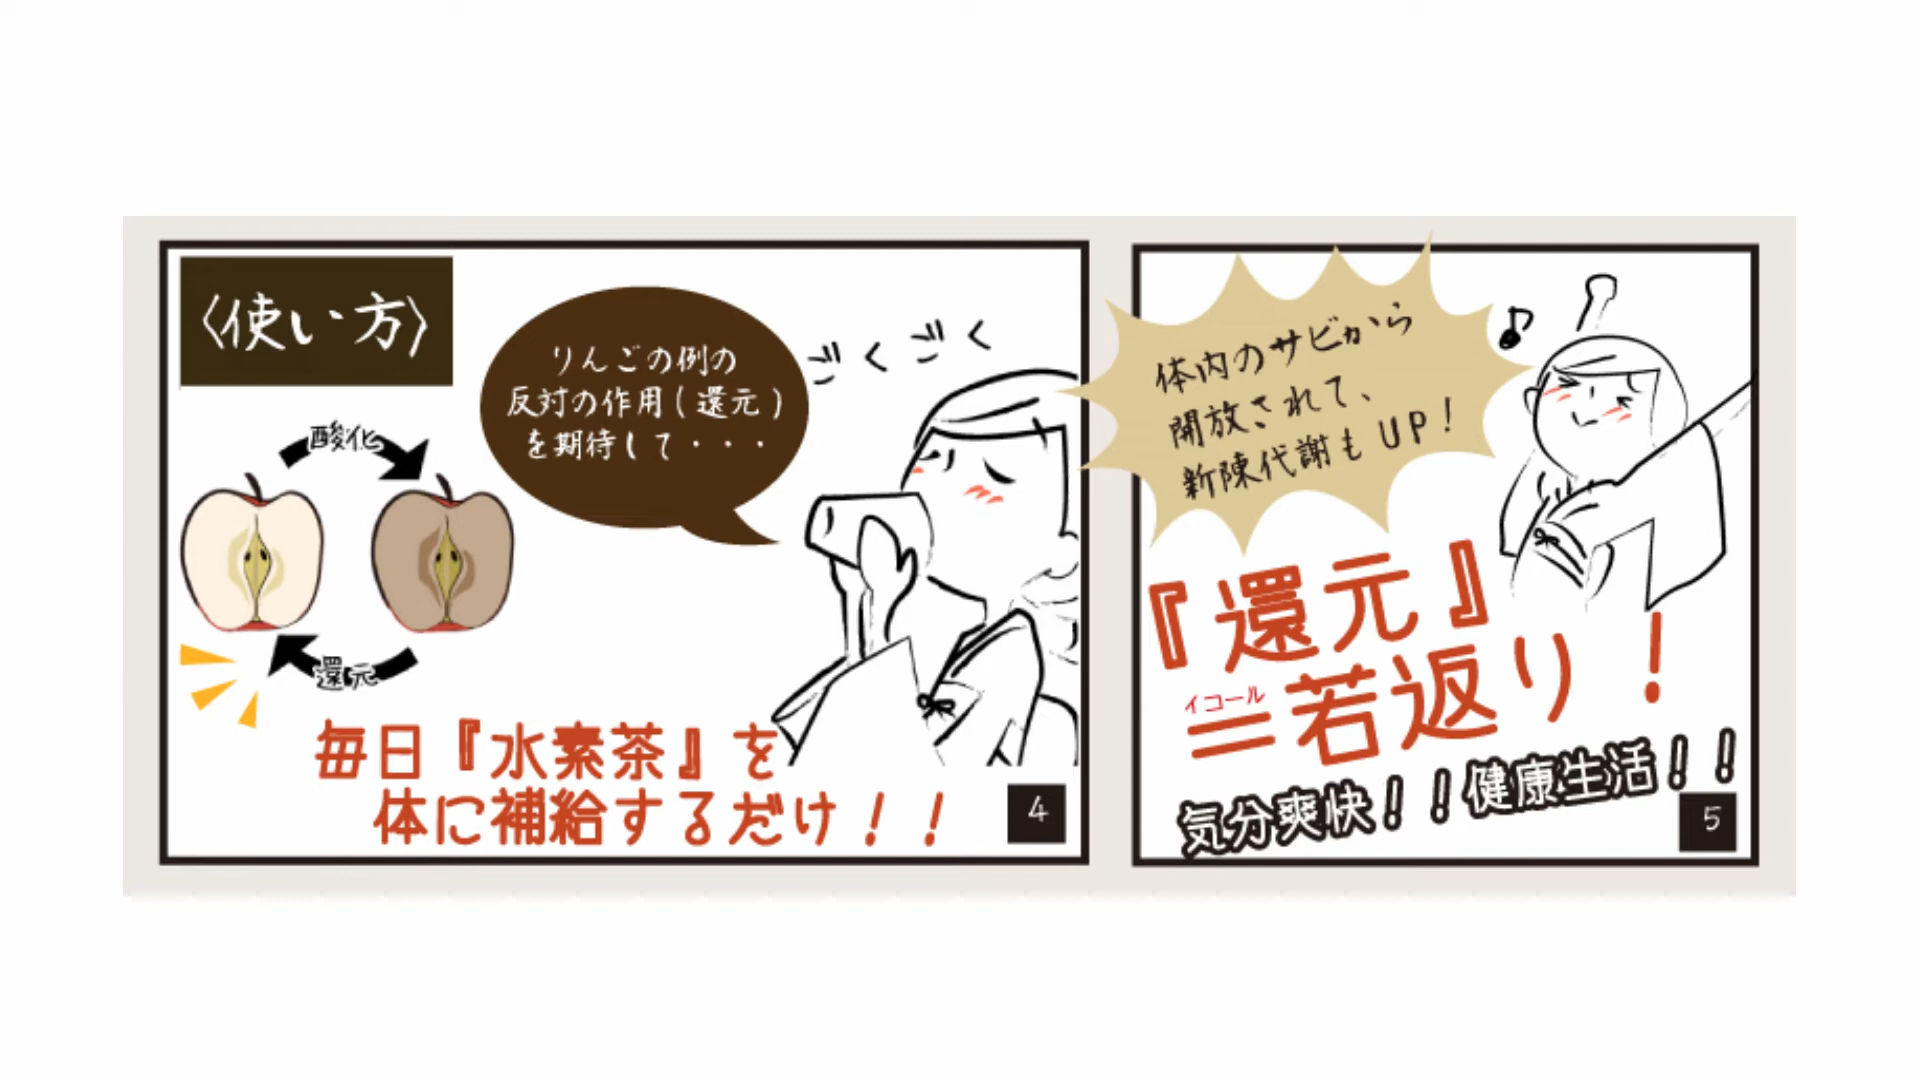 〈使い方〉
りんごの例の
反対の作用(還元)
を期待して・・・
ごくごく
酸化
還元
毎日『水素茶』を
体に補給するだけ！！
4
体内のサビから
開放されて、
新陳代謝もUP！
『還元』
イコール
＝若返り！
気分爽快！！健康生活！！
5